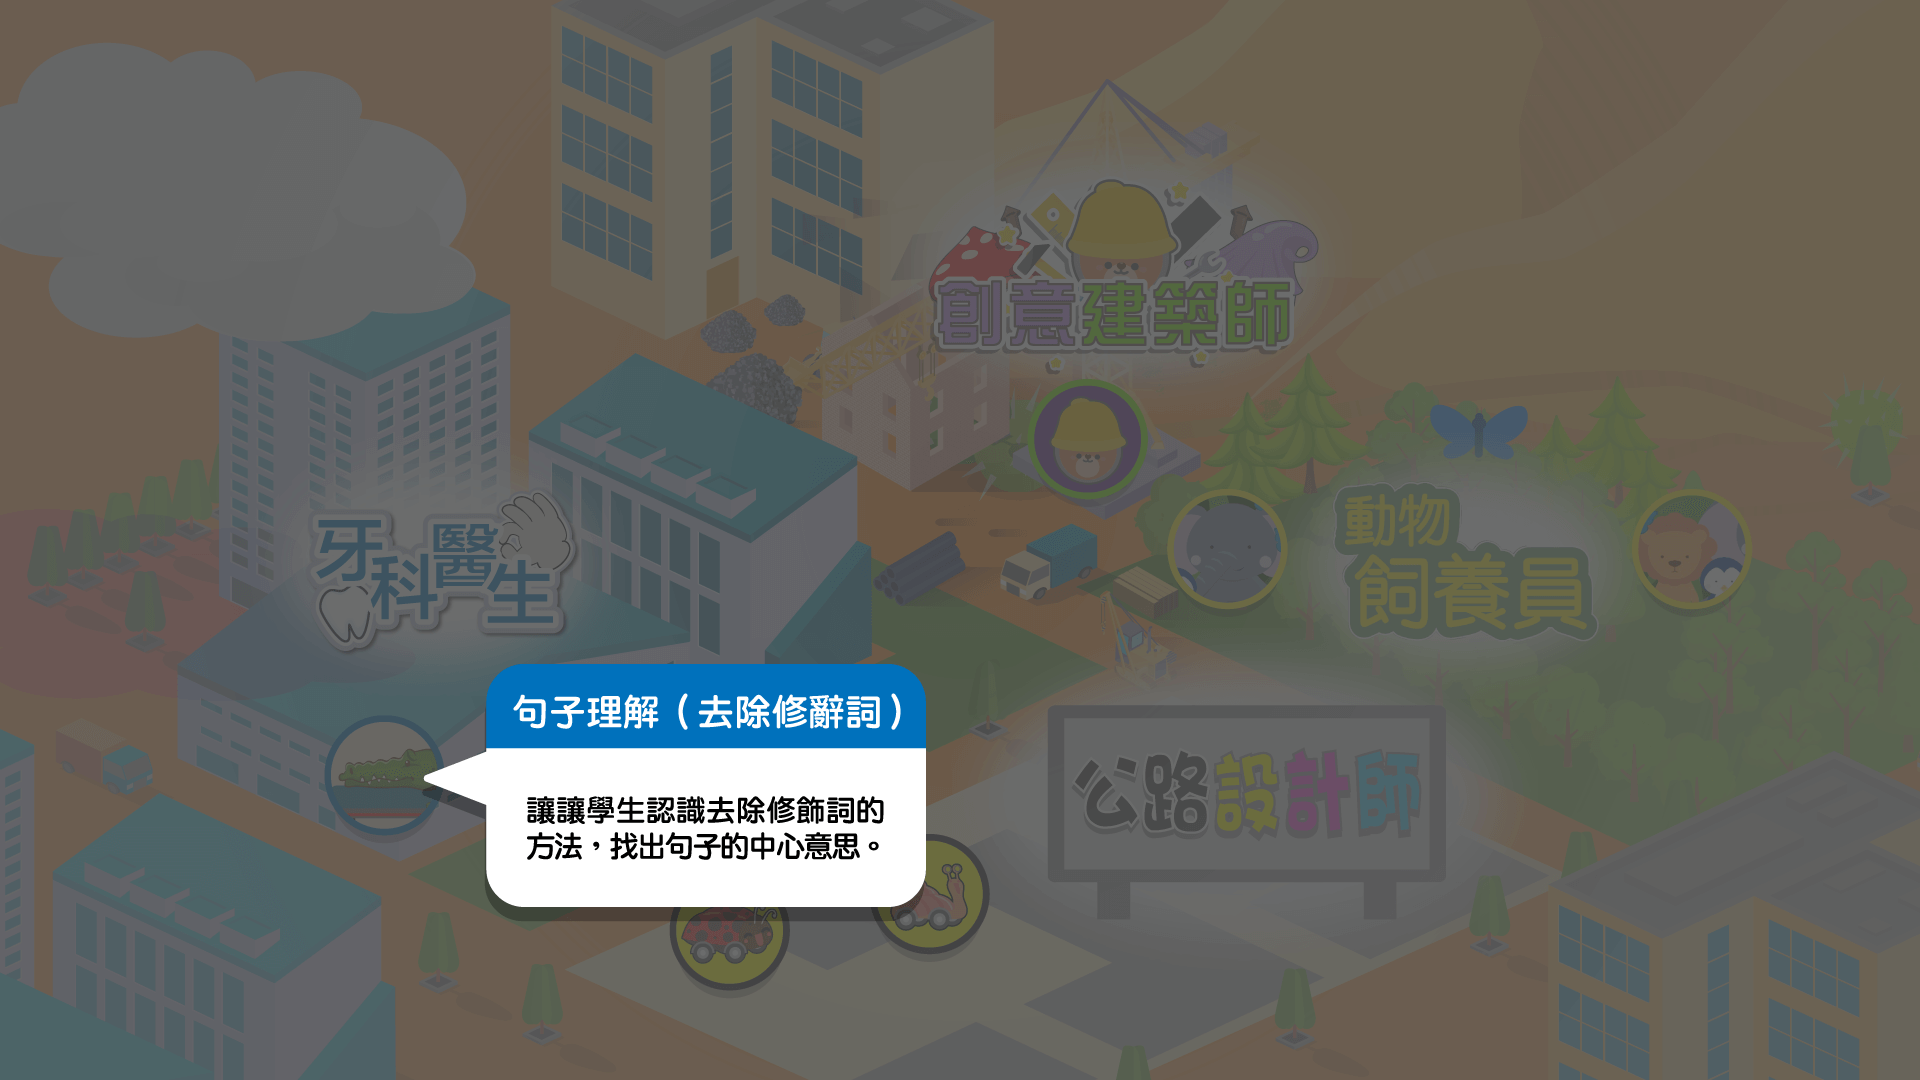 創意建築師
動物
飼養員
牙科醫生
句子理解（去除修辭詞）
讓讓學生認識去除修飾詞的
方法，找出句子的中心意思。
公路設計師